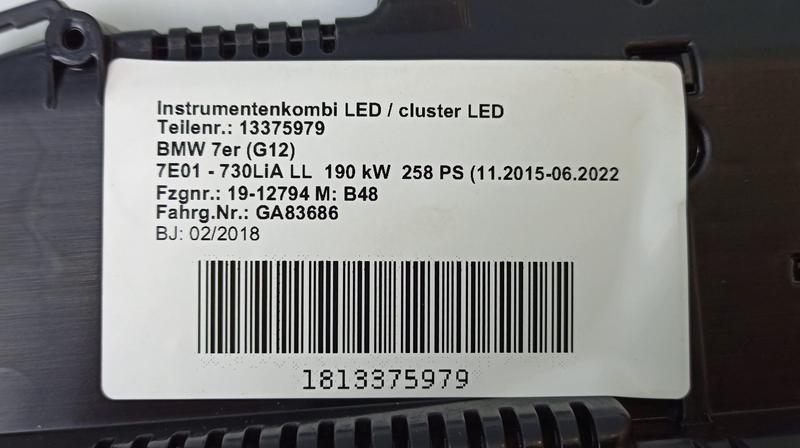 Instrumentenkombi LED / cluster LED
Teilenr.: 13375979
BMW 7er (G12)
7E01 - 730LiA LL  190 kW  258 PS (11.2015-06.2022
Fzgnr.: 19-12794 M: B48
Fahrg.Nr.: GA83686
BJ: 02/2018
1813375979